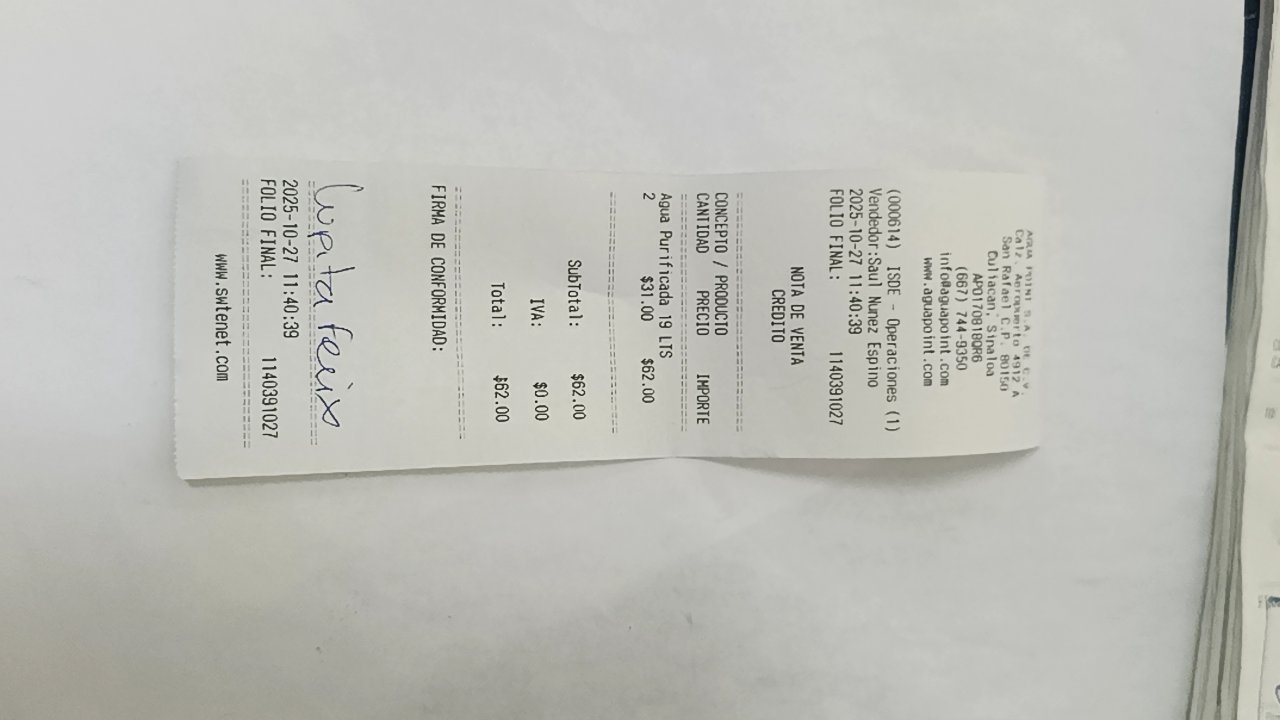 AGUA POINT S.A. DE C.V.
Calz. Aeropuerto 4912 A
San Rafael C.P. 80150
Culiacan, Sinaloa
APO170818QR6
(667) 744-9350
info@aguapoint.com
www.aguapoint.com
(000614) ISDE - Operaciones (1)
Vendedor:Saul Nunez Espino
2025-10-27 11:40:39
FOLIO FINAL: 1140391027
NOTA DE VENTA
CREDITO
CONCEPTO / PRODUCTO
CANTIDAD PRECIO IMPORTE
Agua Purificada 19 LTS
2 $31.00 $62.00
SubTotal: $62.00
IVA: $0.00
Total: $62.00
FIRMA DE CONFORMIDAD:
Lupita Felix
2025-10-27 11:40:39
FOLIO FINAL: 1140391027
www.swtenet.com